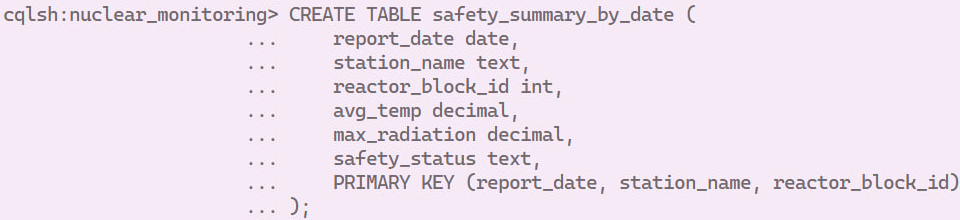 cqlsh:nuclear_monitoring> CREATE TABLE safety_summary_by_date (
... report_date date,
... station_name text,
... reactor_block_id int,
... avg_temp decimal,
... max_radiation decimal,
... safety_status text,
... PRIMARY KEY (report_date, station_name, reactor_block_id)
... );